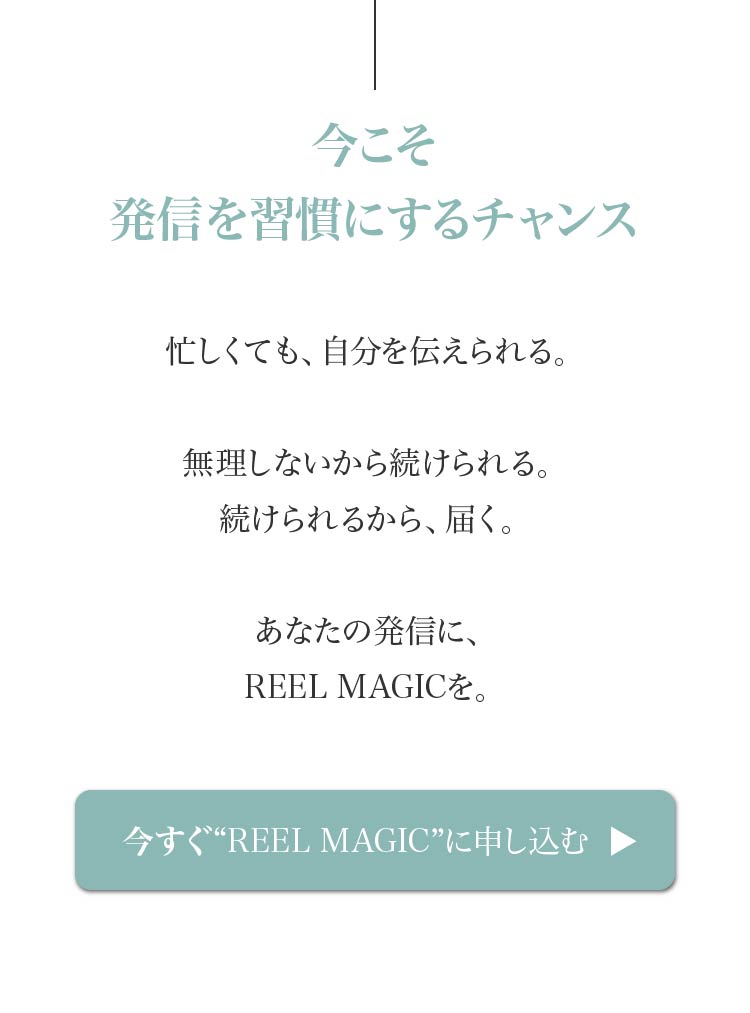 今こそ
発信を習慣にするチャンス
忙しくても、自分を伝えられる。
無理しないから続けられる。
続けられるから、届く。
あなたの発信に、
REEL MAGICを。
今すぐ“REEL MAGIC”に申し込む ▶